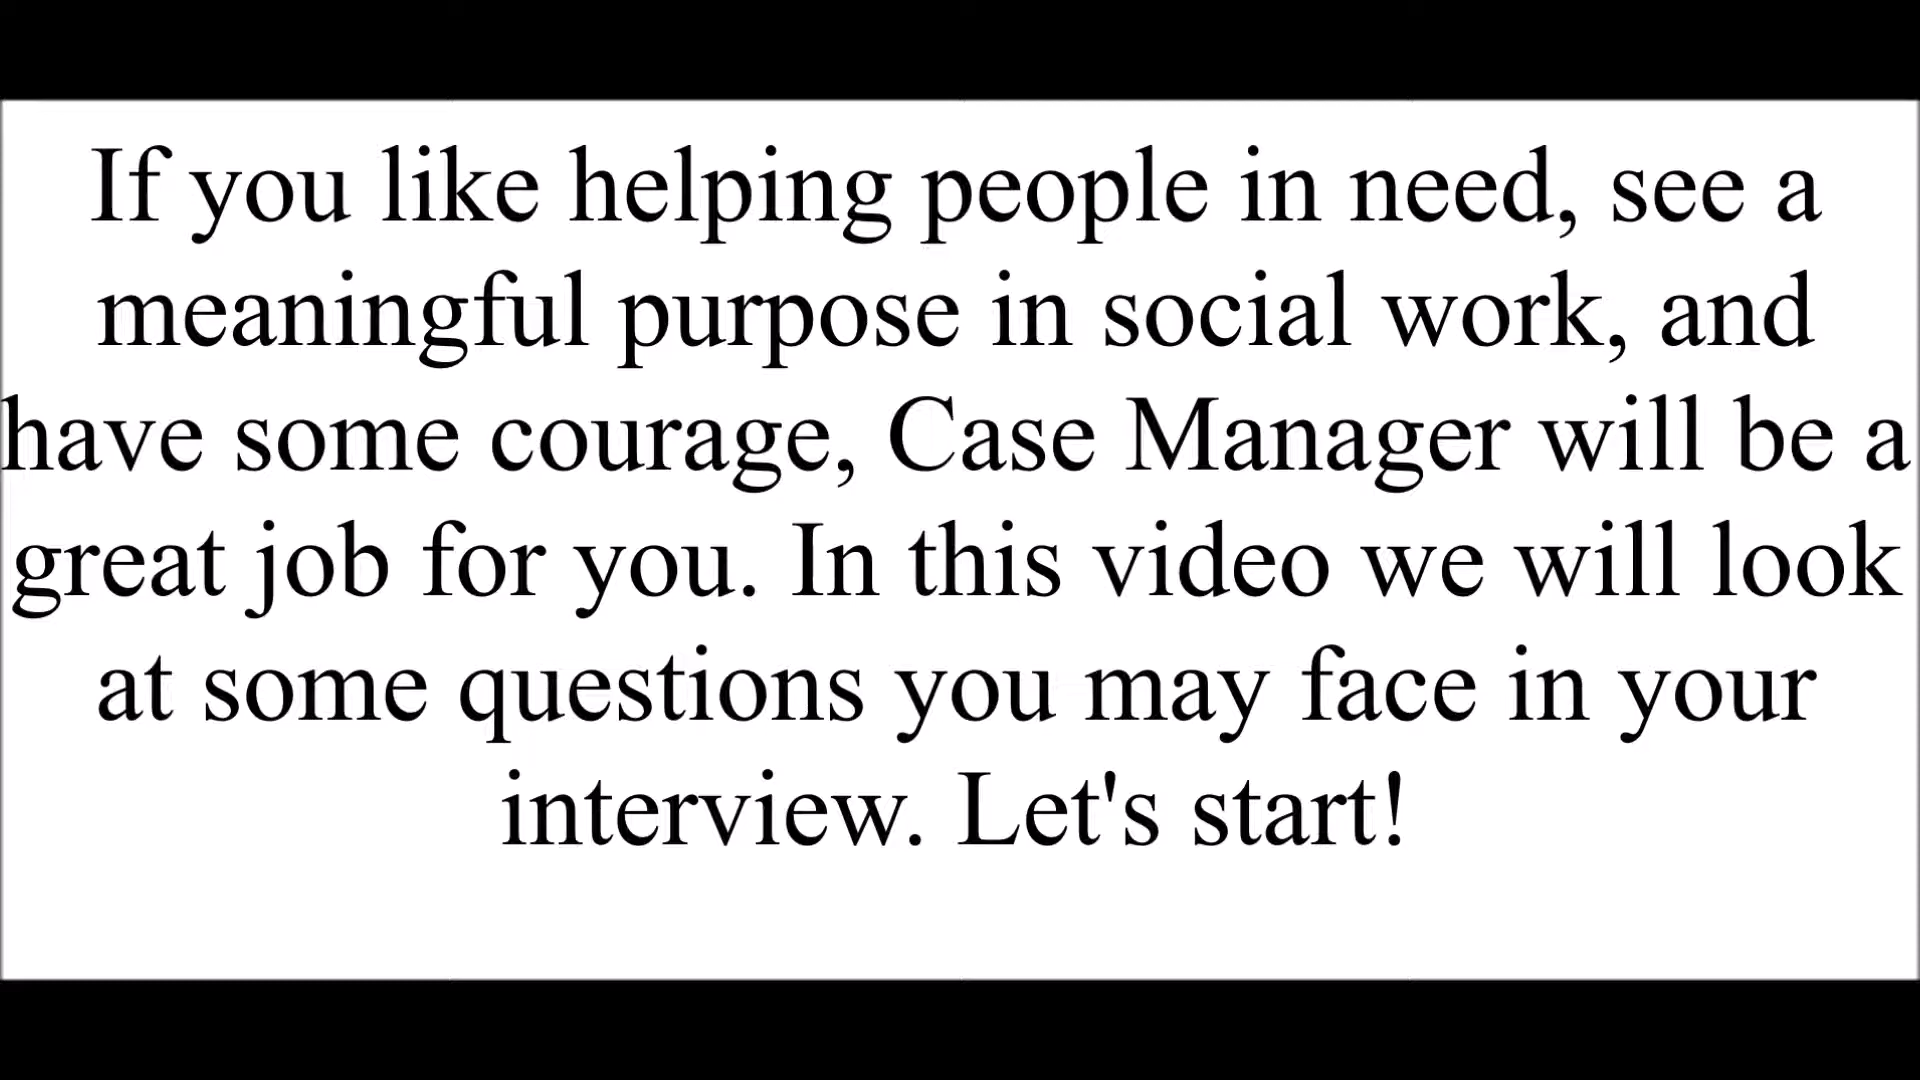 If you like helping people in need, see a
meaningful purpose in social work, and
have some courage, Case Manager will be a
great job for you. In this video we will look
at some questions you may face in your
interview. Let's start!